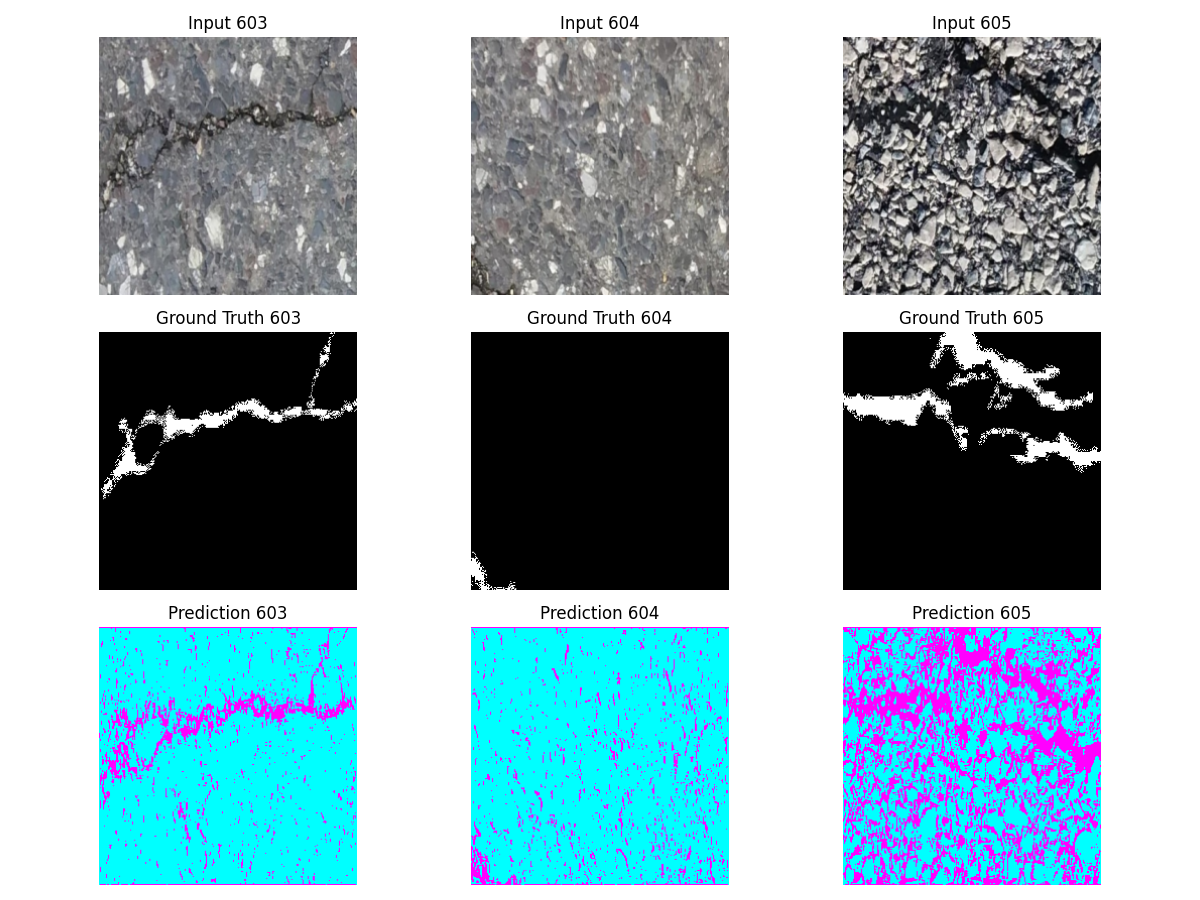 Input 603
Input 604
Input 605
Ground Truth 603
Ground Truth 604
Ground Truth 605
Prediction 603
Prediction 604
Prediction 605